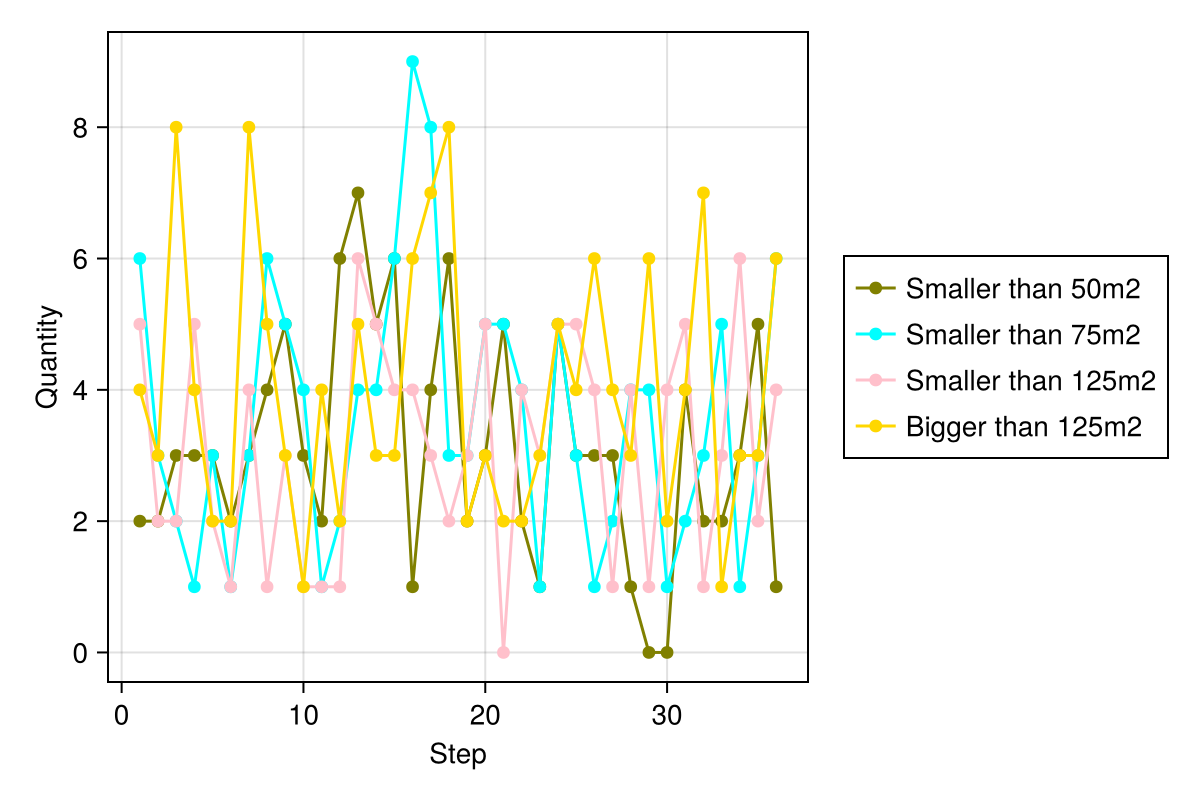 8
6
4
2
0
Quantity
0 10 20 30
Step
Smaller than 50m2
Smaller than 75m2
Smaller than 125m2
Bigger than 125m2